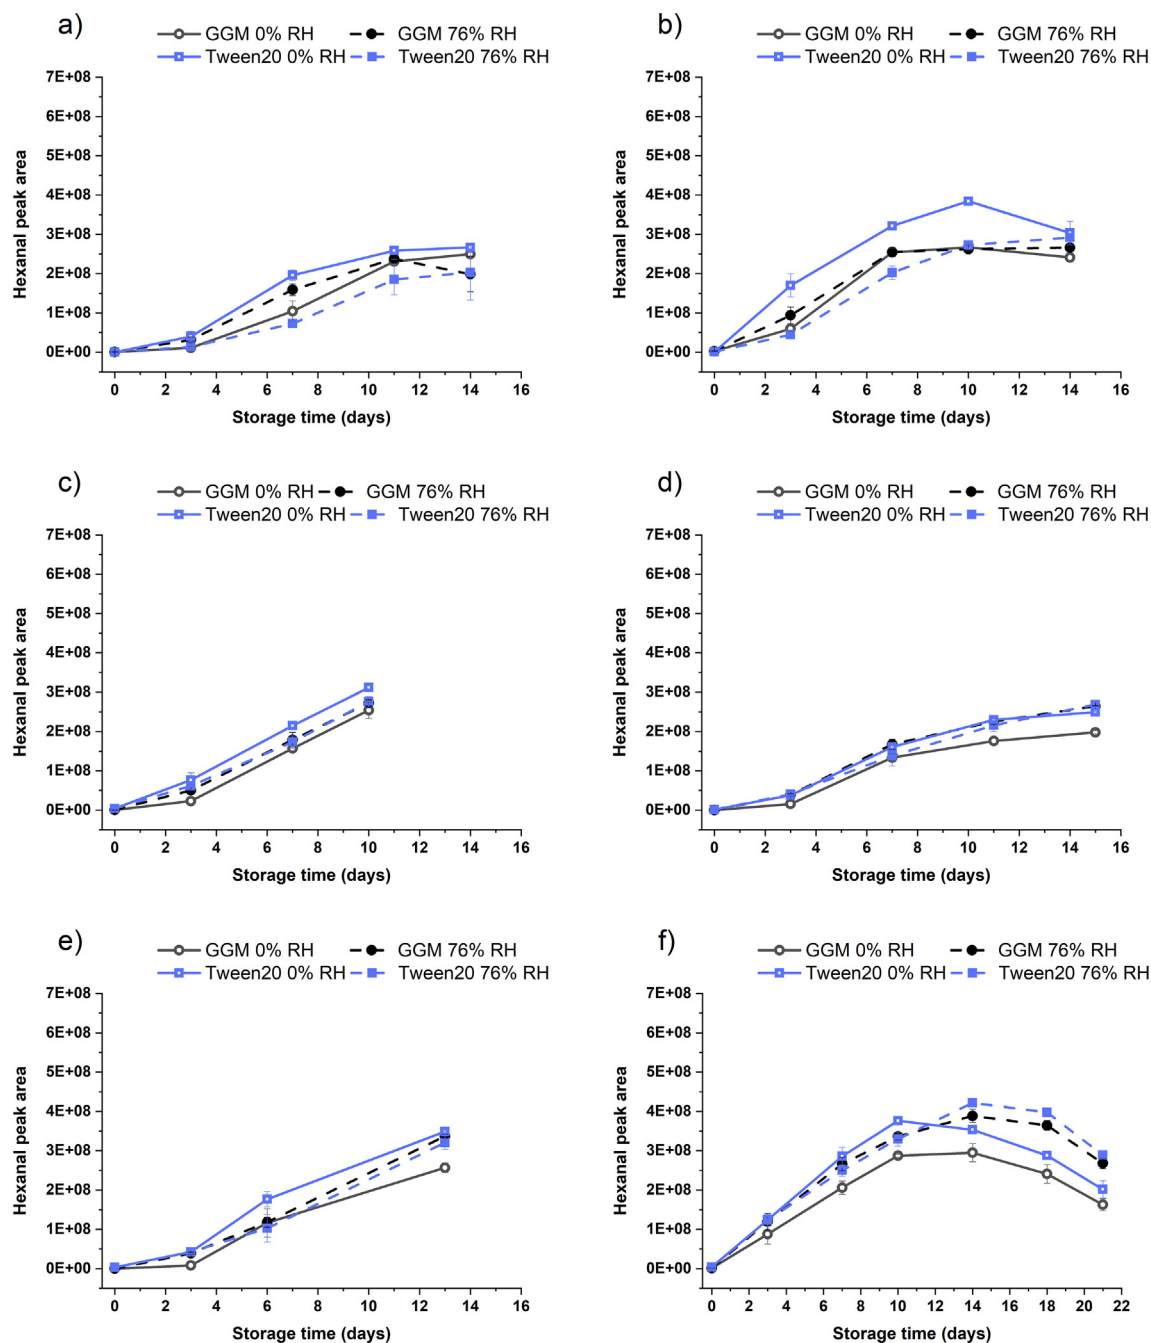 a)
GGM 0% RH GGM 76% RH
Tween20 0% RH Tween20 76% RH
7E+08
6E+08
5E+08
4E+08
3E+08
2E+08
1E+08
0E+00
Hexanal peak area
0 2 4 6 8 10 12 14 16
Storage time (days)
b)
GGM 0% RH GGM 76% RH
Tween20 0% RH Tween20 76% RH
7E+08
6E+08
5E+08
4E+08
3E+08
2E+08
1E+08
0E+00
Hexanal peak area
0 2 4 6 8 10 12 14 16
Storage time (days)
c)
GGM 0% RH GGM 76% RH
Tween20 0% RH Tween20 76% RH
7E+08
6E+08
5E+08
4E+08
3E+08
2E+08
1E+08
0E+00
Hexanal peak area
0 2 4 6 8 10 12 14 16
Storage time (days)
d)
GGM 0% RH GGM 76% RH
Tween20 0% RH Tween20 76% RH
7E+08
6E+08
5E+08
4E+08
3E+08
2E+08
1E+08
0E+00
Hexanal peak area
0 2 4 6 8 10 12 14 16
Storage time (days)
e)
GGM 0% RH GGM 76% RH
Tween20 0% RH Tween20 76% RH
7E+08
6E+08
5E+08
4E+08
3E+08
2E+08
1E+08
0E+00
Hexanal peak area
0 2 4 6 8 10 12 14 16
Storage time (days)
f)
GGM 0% RH GGM 76% RH
Tween20 0% RH Tween20 76% RH
7E+08
6E+08
5E+08
4E+08
3E+08
2E+08
1E+08
0E+00
Hexanal peak area
0 2 4 6 8 10 12 14 16 18 20 22
Storage time (days)